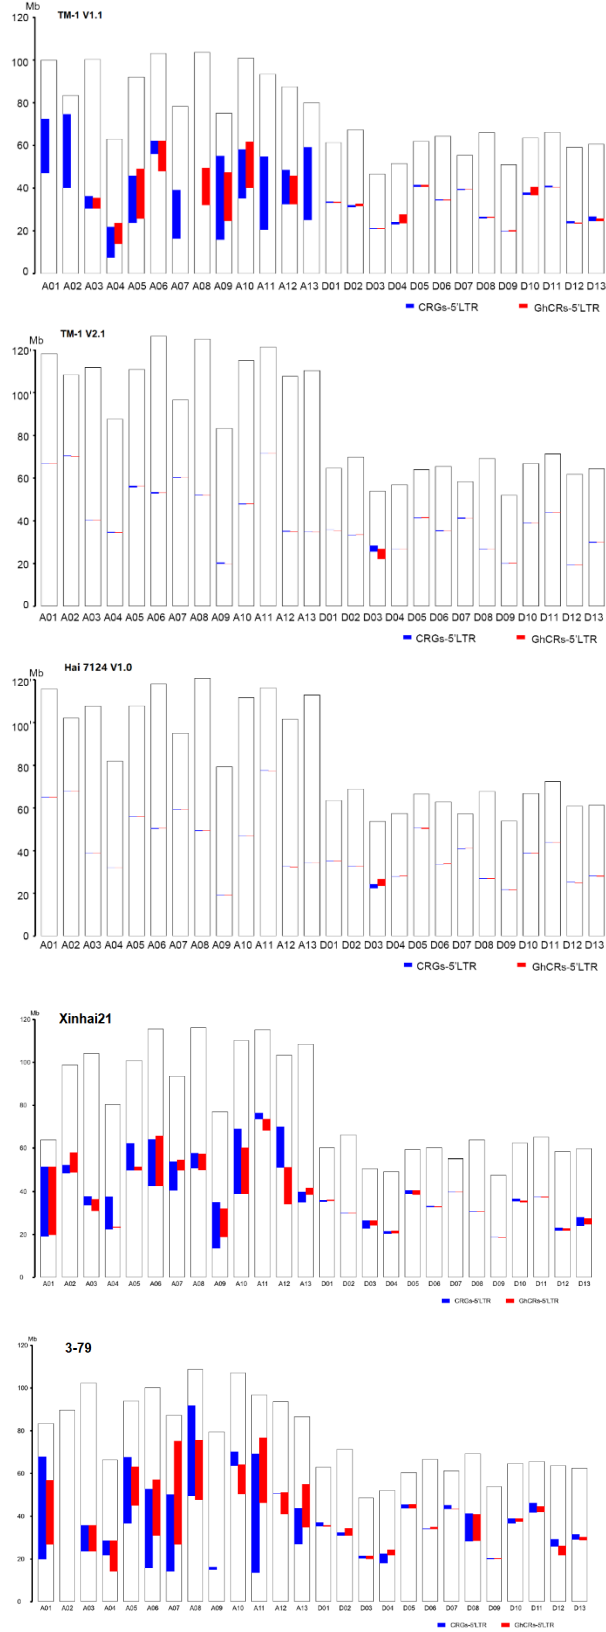 Mb
TM-1 V1.1
120
100
80
60
40
20
0
A01 A02 A03 A04 A05 A06 A07 A08 A09 A10 A11 A12 A13 D01 D02 D03 D04 D05 D06 D07 D08 D09 D10 D11 D12 D13
CRGs-5'LTR GhCRs-5'LTR
TM-1 V2.1
Mb
120
100
80
60
40
20
0
A01 A02 A03 A04 A05 A06 A07 A08 A09 A10 A11 A12 A13 D01 D02 D03 D04 D05 D06 D07 D08 D09 D10 D11 D12 D13
CRGs-5'LTR GhCRs-5'LTR
Hai 7124 V1.0
Mb
120
100
80
60
40
20
0
A01 A02 A03 A04 A05 A06 A07 A08 A09 A10 A11 A12 A13 D01 D02 D03 D04 D05 D06 D07 D08 D09 D10 D11 D12 D13
CRGs-5'LTR GhCRs-5'LTR
Mb
Xinhai21
120
100
80
60
40
20
0
A01 A02 A03 A04 A05 A06 A07 A08 A09 A10 A11 A12 A13 D01 D02 D03 D04 D05 D06 D07 D08 D09 D10 D11 D12 D13
CRGs-5'LTR GhCRs-5'LTR
Mb
3-79
120
100
80
60
40
20
0
A01 A02 A03 A04 A05 A06 A07 A08 A09 A10 A11 A12 A13 D01 D02 D03 D04 D05 D06 D07 D08 D09 D10 D11 D12 D13
CRGs-5'LTR GhCRs-5'LTR